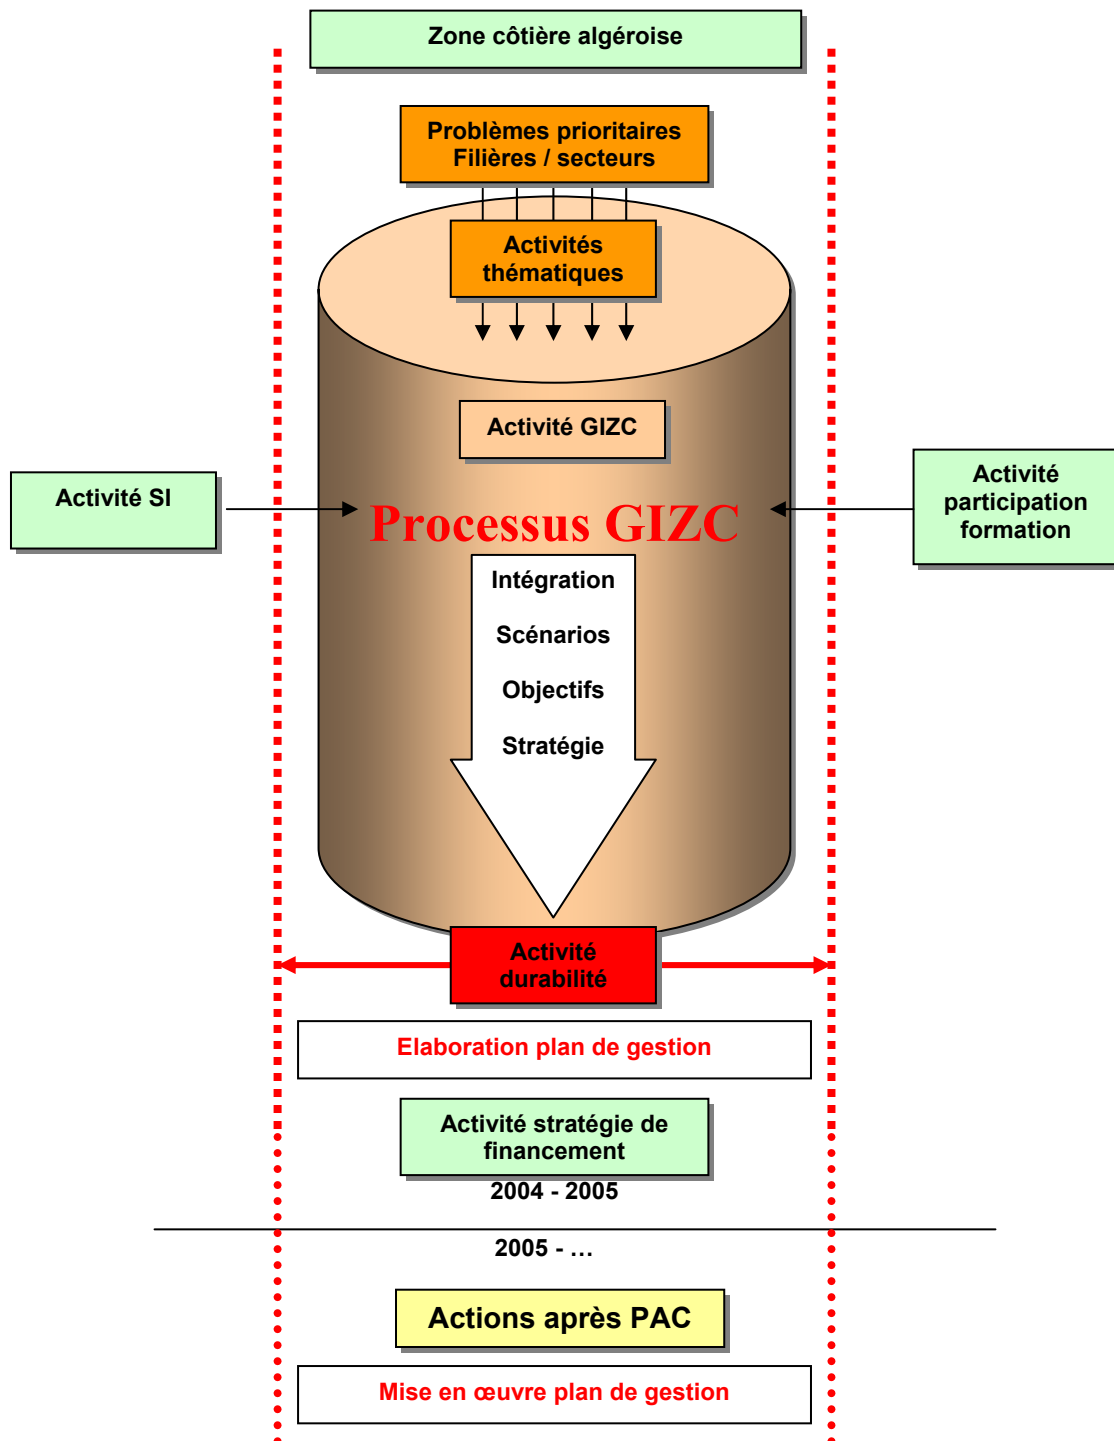 Zone côtière algéroise
Problèmes prioritaires
Filières / secteurs
Activités
thématiques
Activité GIZC
Activité SI
Activité
participation
formation
Processus GIZC
Intégration
Scénarios
Objectifs
Stratégie
Activité
durabilité
Elaboration plan de gestion
Activité stratégie de
financement
2004 - 2005
2005 - …
Actions après PAC
Mise en œuvre plan de gestion